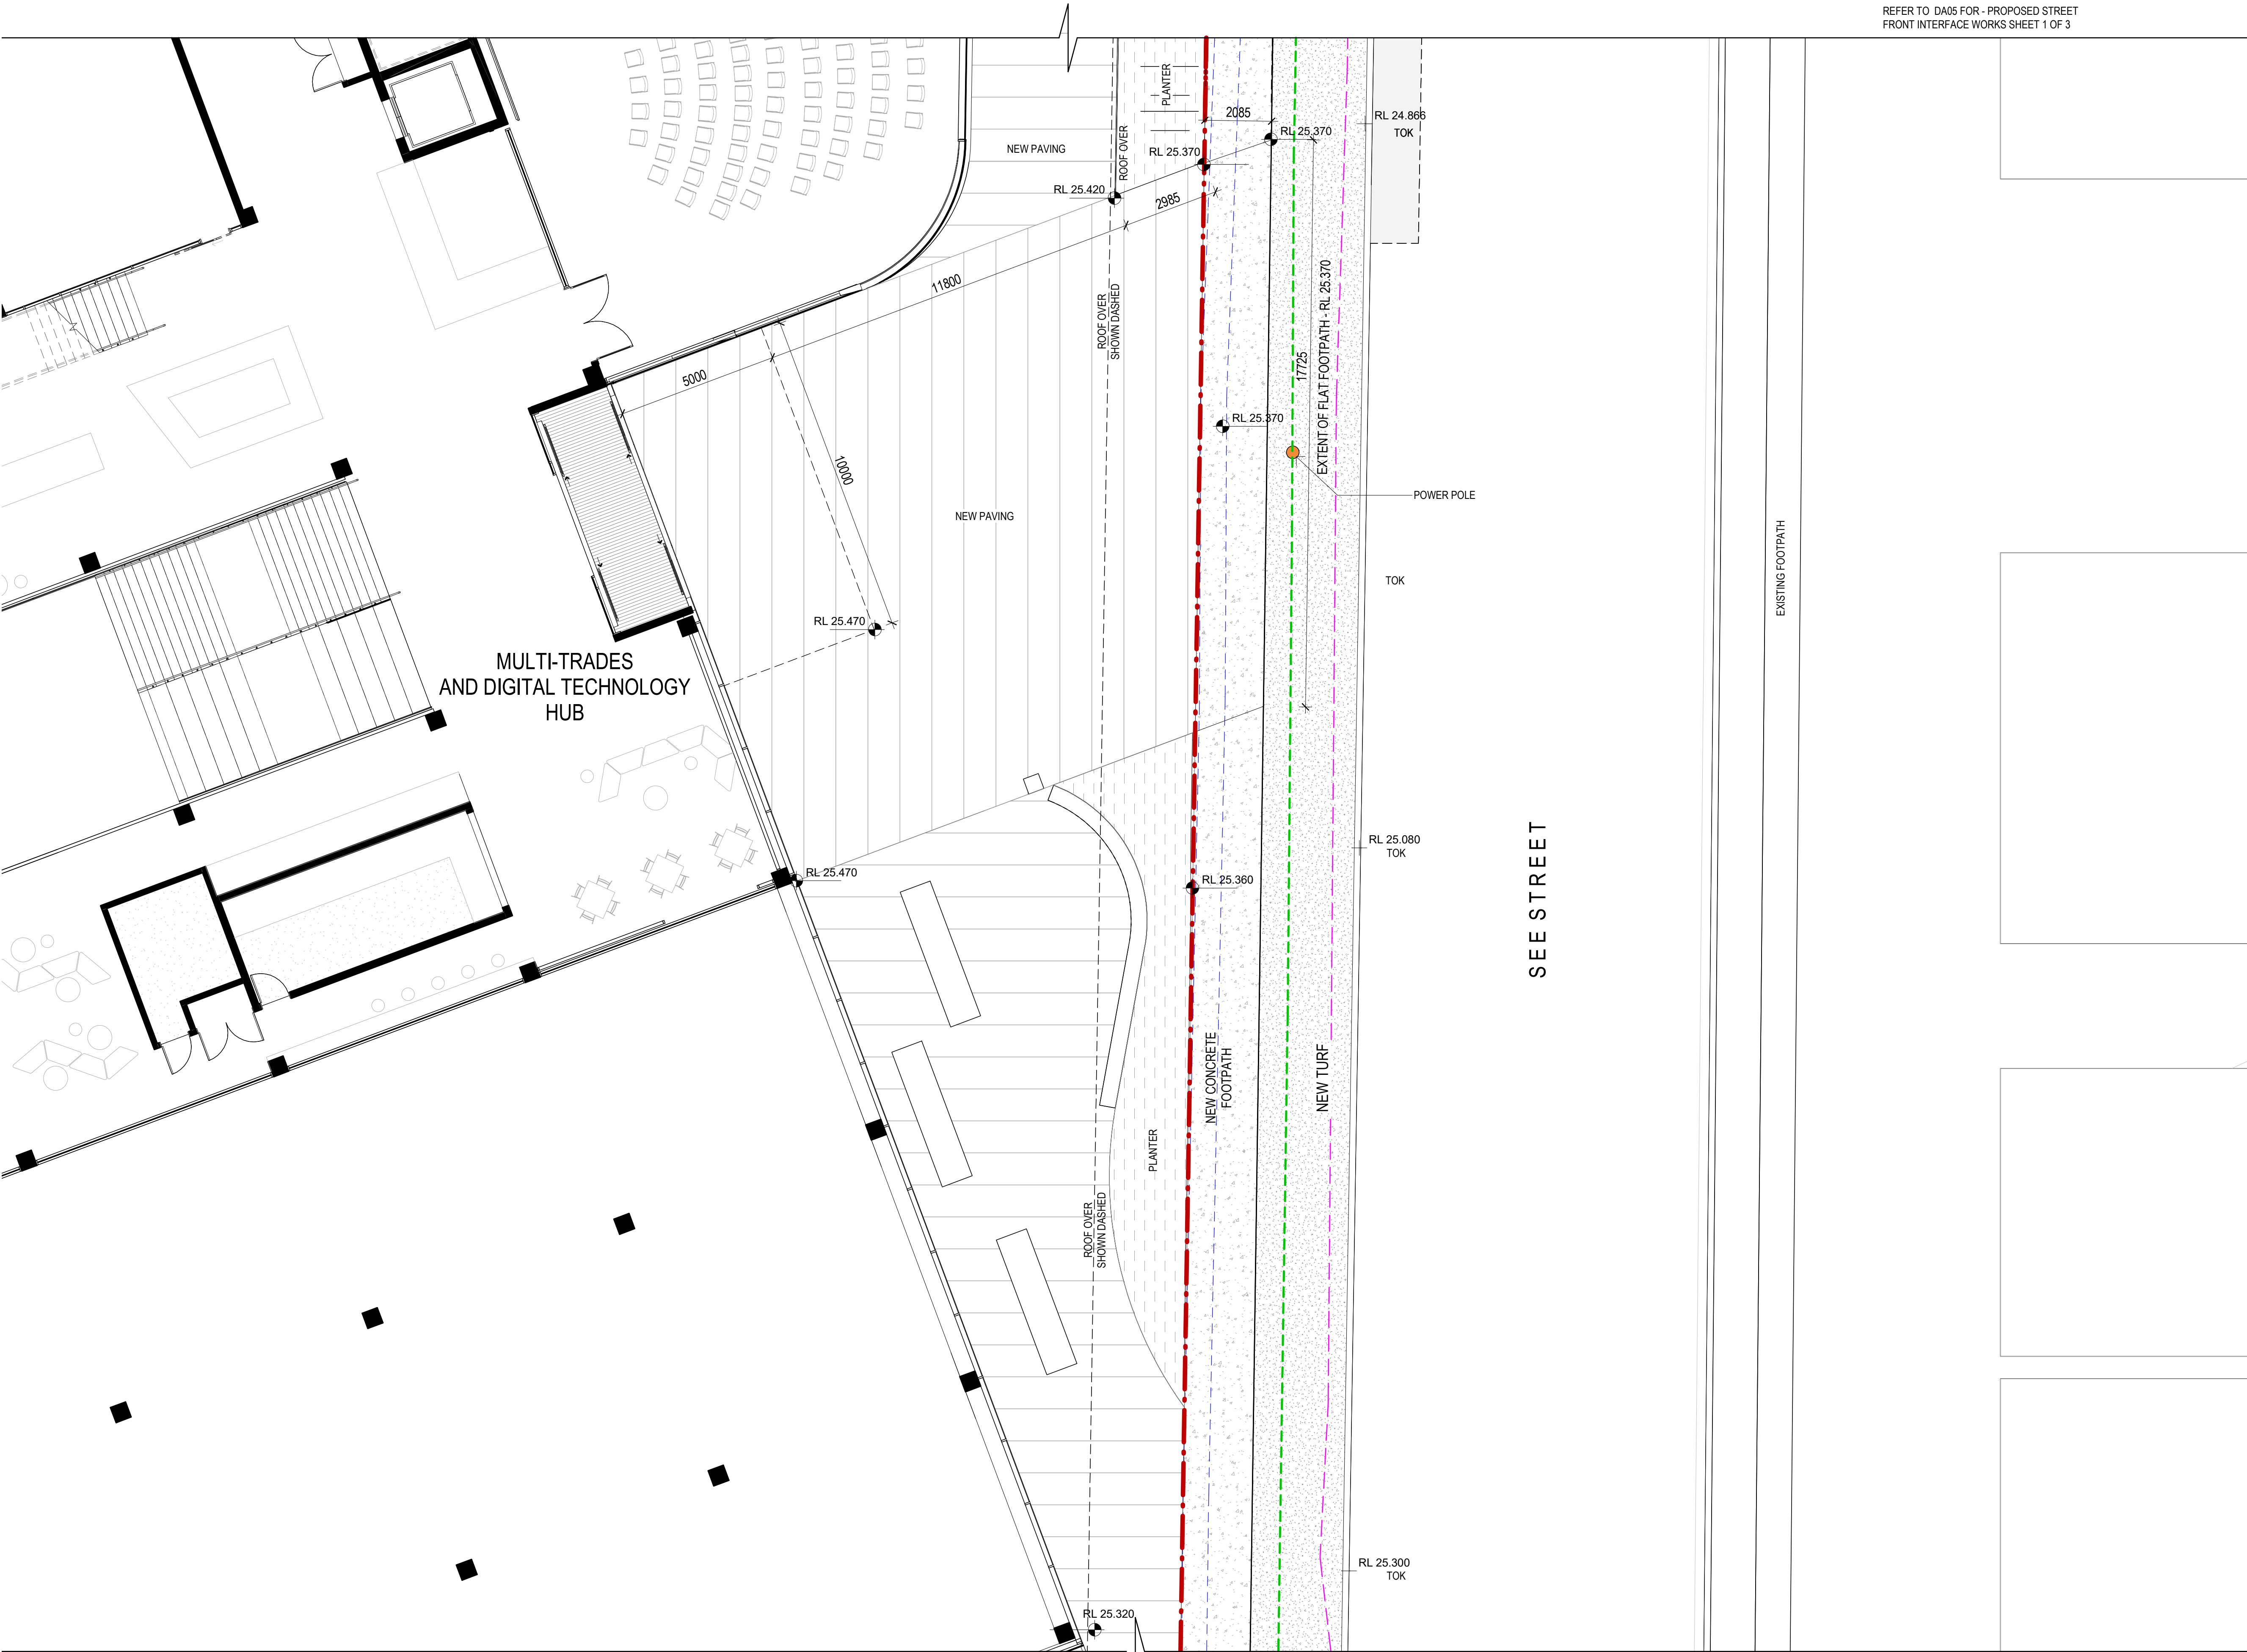 REFER TO DA05 FOR - PROPOSED STREET
FRONT INTERFACE WORKS SHEET 1 OF 3
PLANTER
2085
RL 24.866
TOK
RL 25.370
NEW PAVING
ROOF OVER
RL 25.370
RL 25.420
2985
11800
ROOF OVER
SHOWN DASHED
EXTENT OF FLAT FOOTPATH - RL 25.370
17725
5000
RL 25.370
10000
POWER POLE
NEW PAVING
EXISTING FOOTPATH
TOK
RL 25.470
MULTI-TRADES
AND DIGITAL TECHNOLOGY
HUB
RL 25.080
TOK
SEE STREET
RL 25.470
RL 25.360
NEW CONCRETE
FOOTPATH
NEW TURF
PLANTER
ROOF OVER
SHOWN DASHED
RL 25.300
TOK
RL 25.320